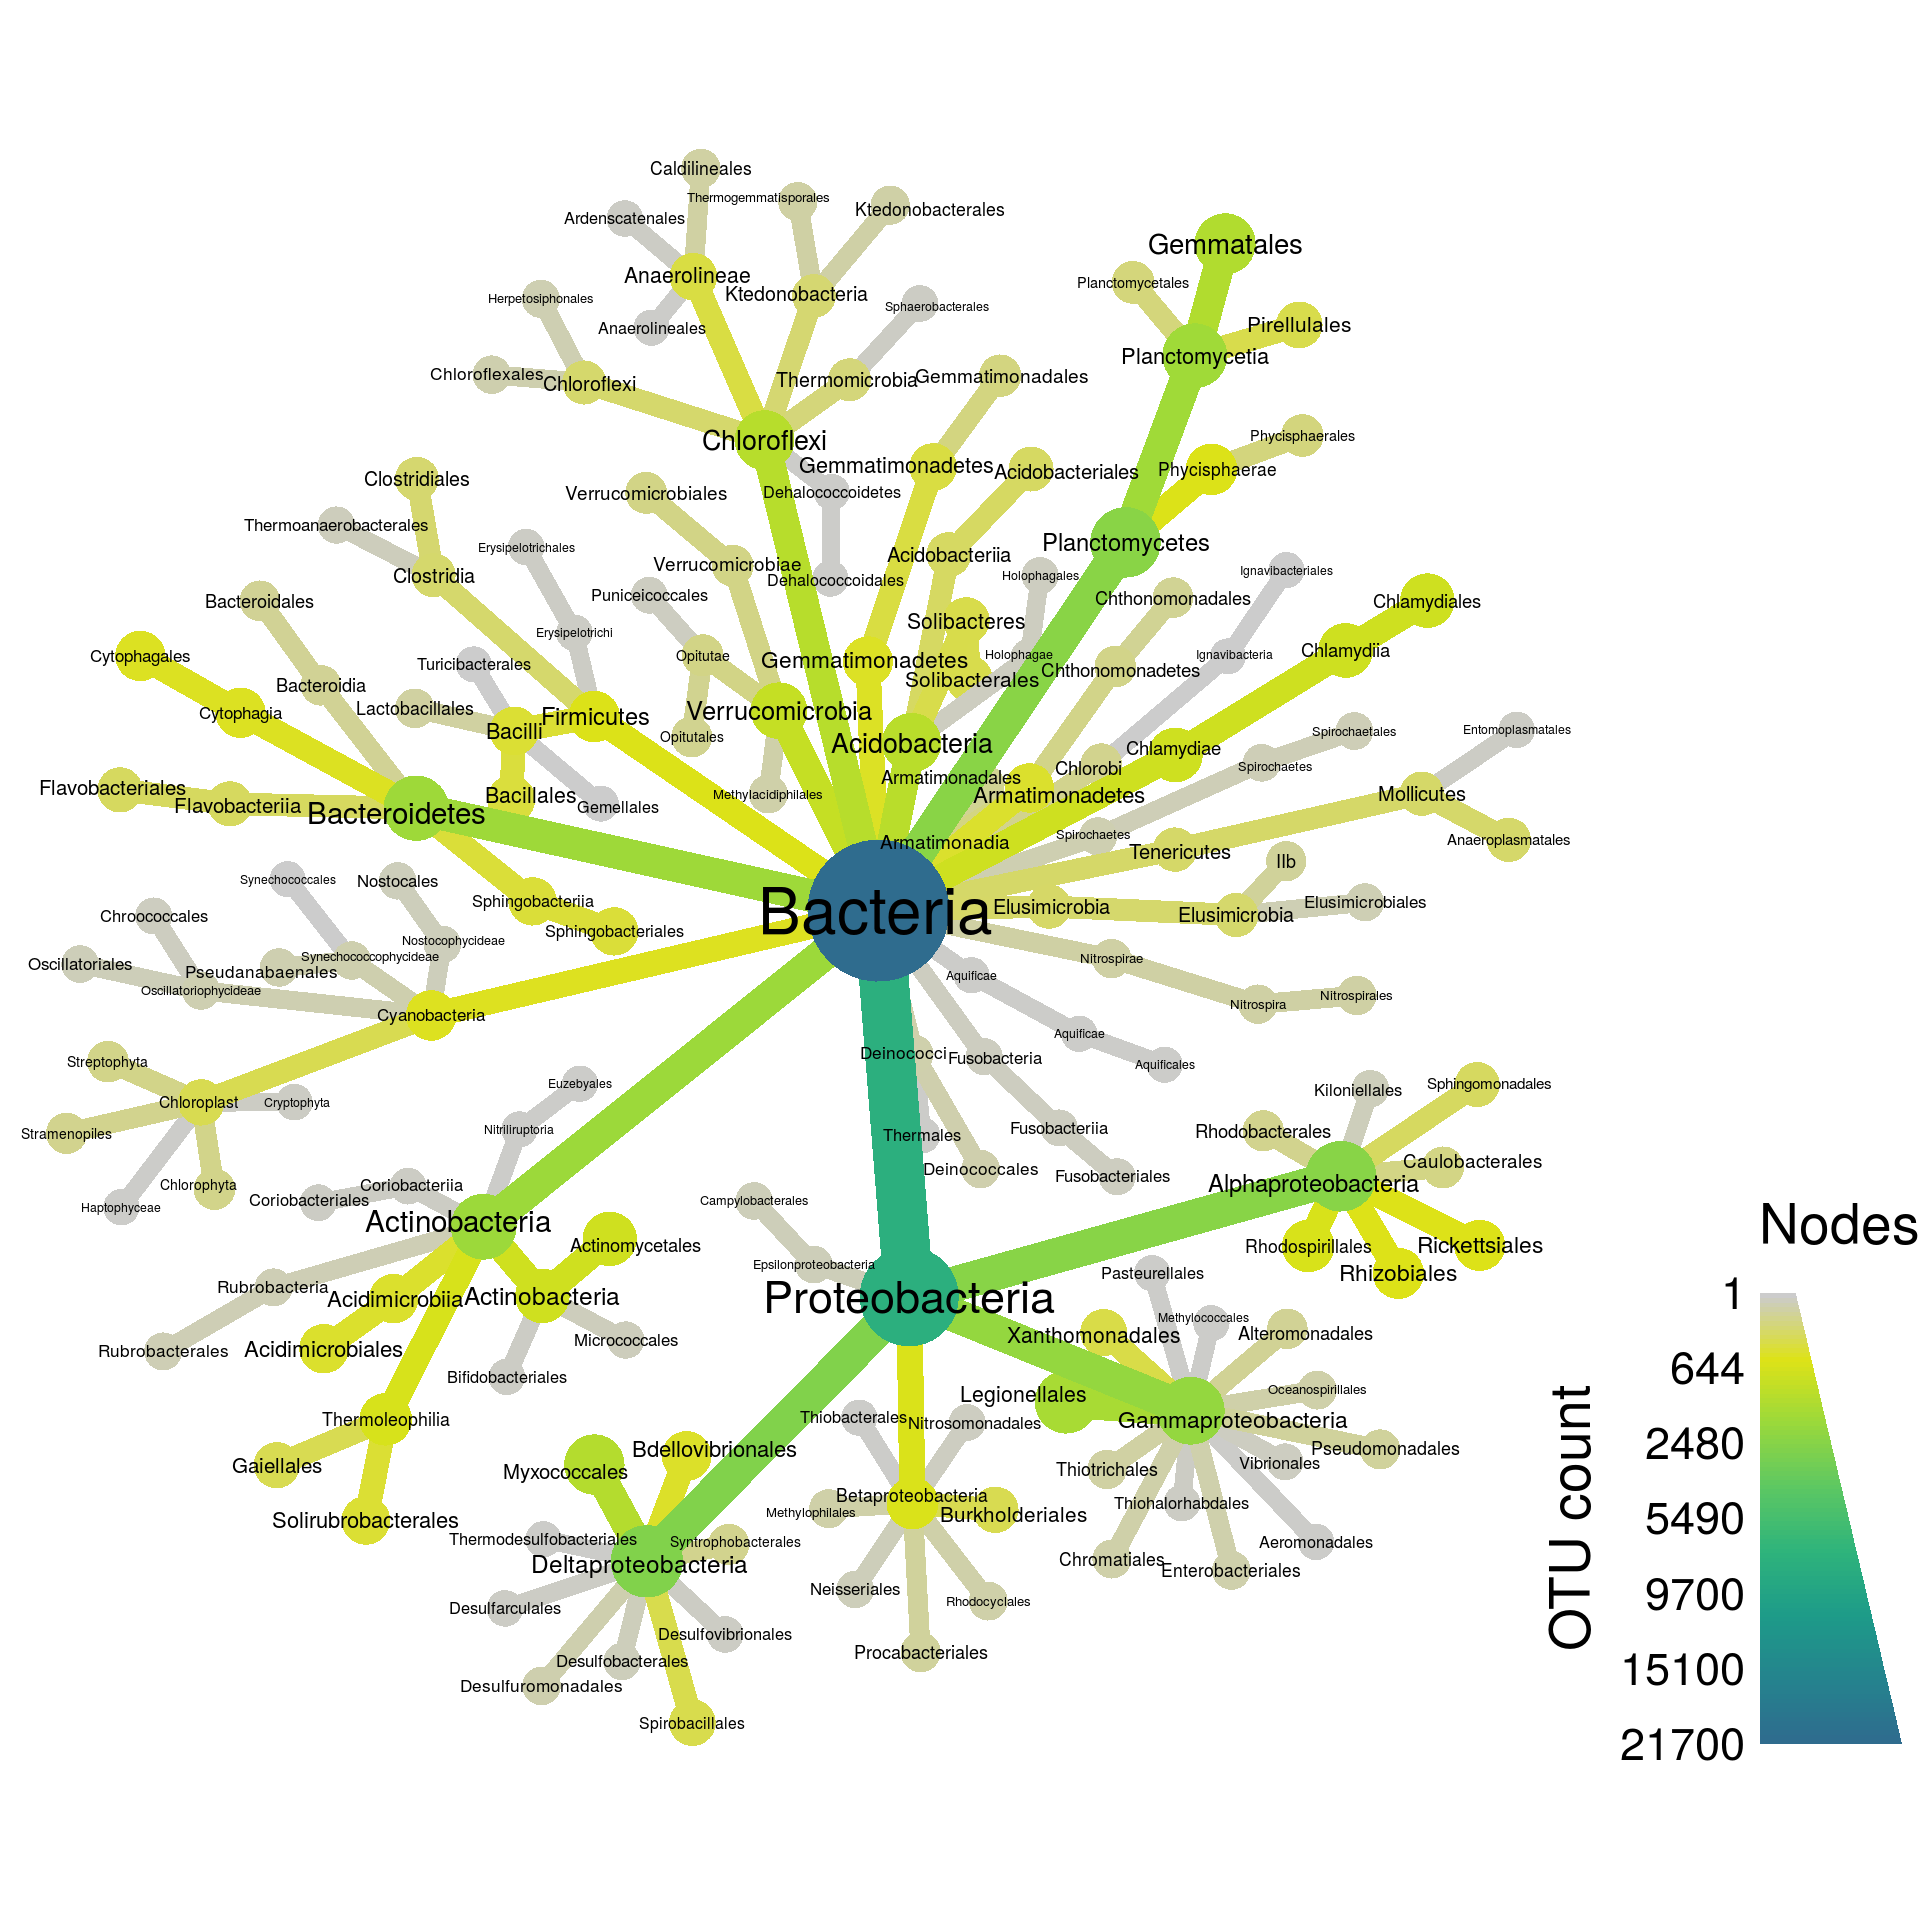 Caldilineales
Thermogemmatisporales
Ktedonobacterales
Ardenscatenales
Gemmatales
Anaerolineae
Planctomycetales
Ktedonobacteria
Herpetosiphonales
Sphaerobacterales
Anaerolineales
Pirellulales
Planctomycetia
Chloroflexales
Chloroflexi
Thermomicrobia
Gemmatimonadales
Phycisphaerales
Chloroflexi
Gemmatimonadetes
Acidobacteriales
Phycisphaerae
Clostridiales
Verrucomicrobiales
Dehalococcoidetes
Thermoanaerobacterales
Erysipelotrichales
Planctomycetes
Acidobacteriia
Verrucomicrobiae
Clostridia
Dehalococcoidales
Holophagales
Ignavibacteriales
Puniceicoccales
Chthonomonadales
Bacteroidales
Chlamydiales
Solibacteres
Erysipelotrichi
Cytophagales
Turicibacterales
Opitutae
Gemmatimonadetes
Holophagae
Ignavibacteria
Chlamydiia
Chthonomonadetes
Solibacterales
Bacteroidia
Cytophagia
Lactobacillales
Firmicutes
Verrucomicrobia
Bacilli
Opitutales
Acidobacteria
Chlamydiae
Spirochaetales
Entomoplasmatales
Chlorobi
Spirochaetes
Armatimonadales
Flavobacteriales
Flavobacteriia
Bacteroidetes
Bacillales
Gemellales
Methylacidiphilales
Armatimonadetes
Mollicutes
Spirochaetes
Armatimonadia
Tenericutes
Anaeroplasmatales
IIb
Synechococcales
Nostocales
Sphingobacteriia
Bacteria
Elusimicrobia
Elusimicrobia
Elusimicrobiales
Chroococcales
Sphingobacteriales
Nostocophycideae
Synechococcophycideae
Oscillatoriales
Pseudanabaenales
Oscillatoriophycideae
Nitrospirae
Aquificae
Nitrospira
Nitrospirales
Cyanobacteria
Aquificae
Deinococci
Fusobacteria
Aquificales
Streptophyta
Euzebyales
Chloroplast
Cryptophyta
Kiloniellales
Sphingomonadales
Stramenopiles
Nitriliruptoria
Thermales
Fusobacteriia
Rhodobacterales
Deinococcales
Fusobacteriales
Caulobacterales
Alphaproteobacteria
Chlorophyta
Coriobacteriia
Coriobacteriales
Haptophyceae
Campylobacterales
Actinobacteria
Actinomycetales
Rhodospirillales
Rickettsiales
Rhizobiales
Epsilonproteobacteria
Pasteurellales
Rubrobacteria
Acidimicrobiia
Actinobacteria
Proteobacteria
Methylococcales
Xanthomonadales
Alteromonadales
Rubrobacterales
Acidimicrobiales
Micrococcales
Bifidobacteriales
Legionellales
Oceanospirillales
Thermoleophilia
Thiobacterales
Nitrosomonadales
Gammaproteobacteria
Pseudomonadales
Gaiellales
Bdellovibrionales
Myxococcales
Thiotrichales
Vibrionales
Betaproteobacteria
Thiohalorhabdales
Solirubrobacterales
Methylophilales
Burkholderiales
Thermodesulfobacteriales
Syntrophobacterales
Aeromonadales
Deltaproteobacteria
Chromatiales
Enterobacteriales
Neisseriales
Rhodocyclales
Desulfarculales
Desulfovibrionales
Procabacteriales
Desulfobacterales
Desulfuromonadales
Spirobacillales
Nodes
OTU count
1
644
2480
5490
9700
15100
21700